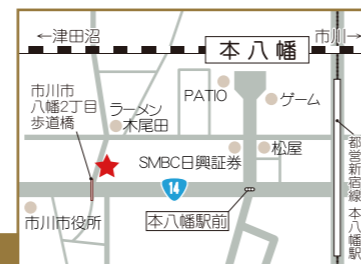 ←津田沼
市川→
本八幡
市川市
八幡2丁目
歩道橋
ラーメン
木尾田
PATIO
ゲーム
SMBC日興証券
松屋
14
市川市役所
本八幡駅前
都営新宿線 本八幡駅